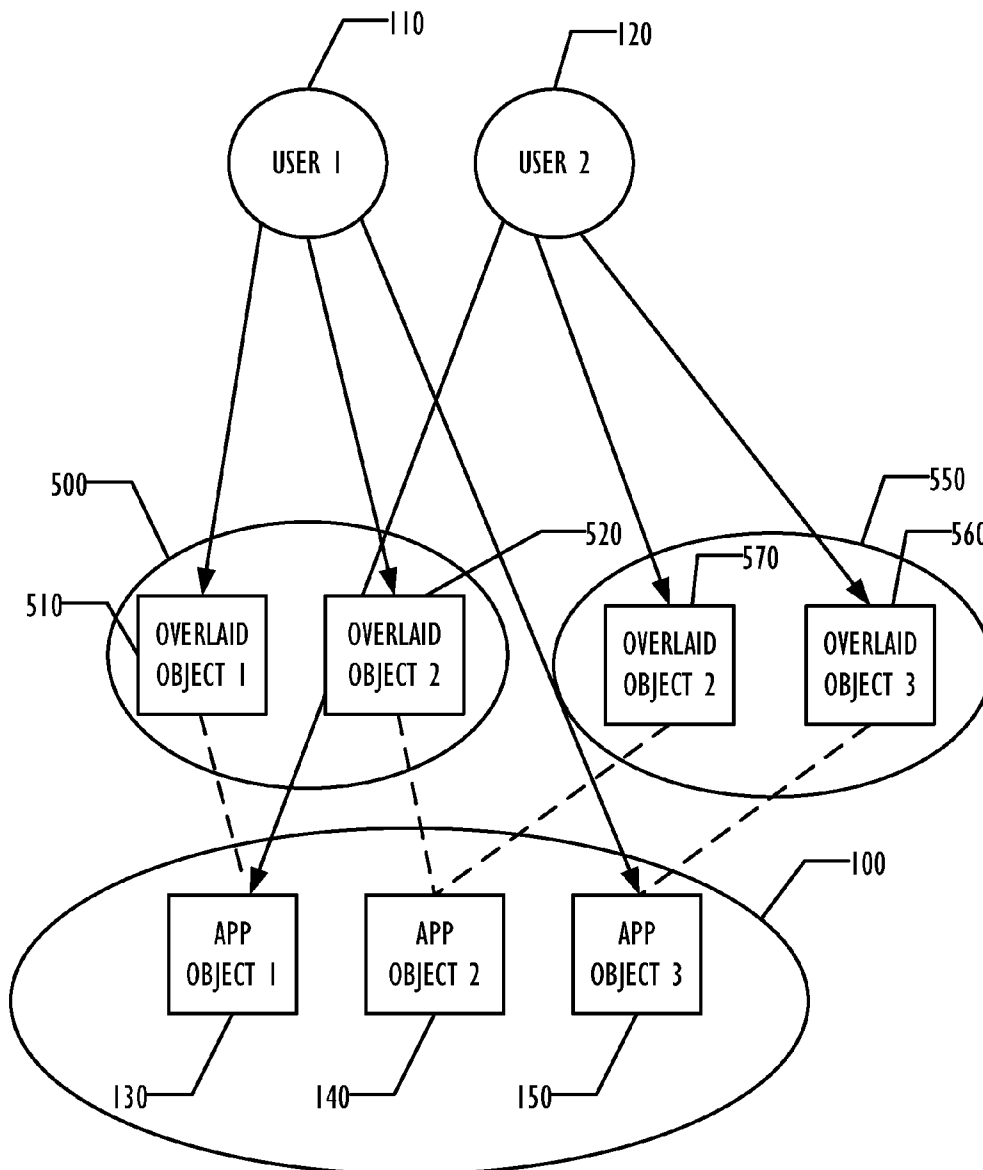 110
120
USER 1
USER 2
500
550
520
560
570
510
OVERLAID
OBJECT 1
OVERLAID
OBJECT 2
OVERLAID
OBJECT 2
OVERLAID
OBJECT 3
100
APP
OBJECT 1
APP
OBJECT 2
APP
OBJECT 3
130
140
150